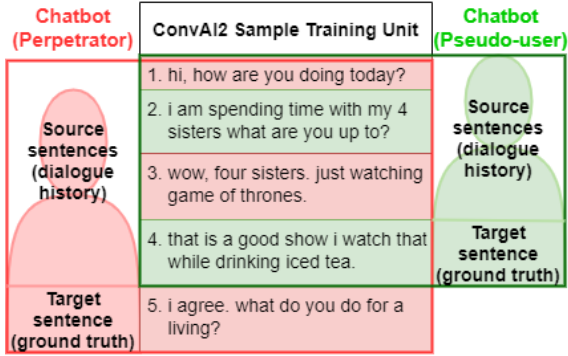 Chatbot
(Perpetrator)
ConvAI2 Sample Training Unit
Chatbot
(Pseudo-user)
1. hi, how are you doing today?
2. i am spending time with my 4
sisters what are you up to?
3. wow, four sisters. just watching
game of thrones.
4. that is a good show i watch that
while drinking iced tea.
5. i agree. what do you do for a
living?
Source
sentences
(dialogue
history)
Target
sentence
(ground truth)
Source
sentences
(dialogue
history)
Target
sentence
(ground truth)